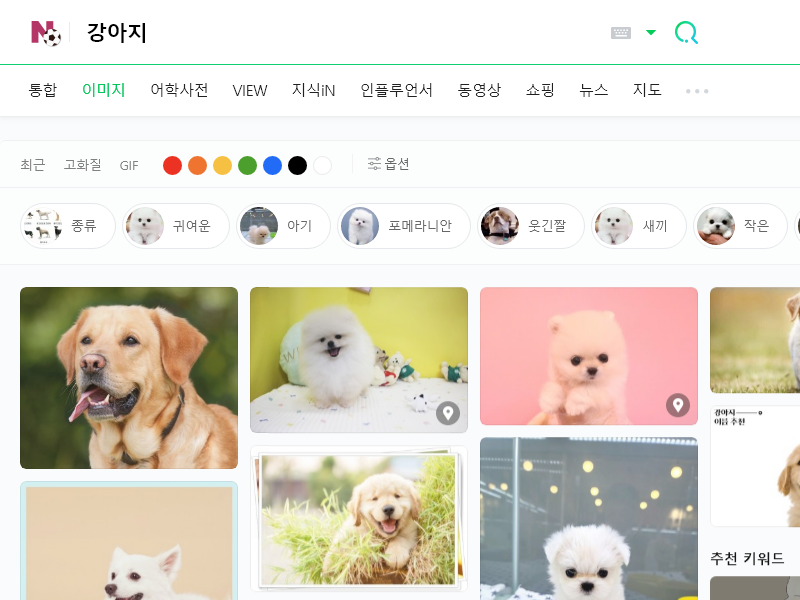 강아지
통합 이미지 어학사전 VIEW 지식iN 인플루언서 동영상 쇼핑 뉴스 지도
최근 고화질 GIF 옵션
종류 귀여운 아기 포메라니안 웃긴짤 새끼 작은
강아지
이름 추천
추천 키워드